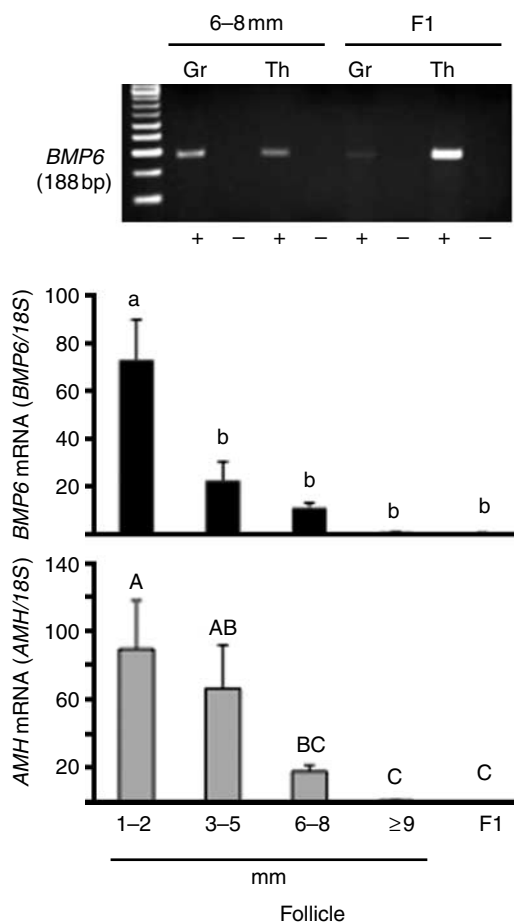 6–8 mm F1
Gr Th Gr Th
BMP6
(188 bp)
+ – + – + – + –
BMP6 mRNA (BMP6/18S)
100
80
60
40
20
a
b
b
b
b
AMH mRNA (AMH/18S)
140
100
60
20
A
AB
BC
C
C
1–2 3–5 6–8 ≥9 F1
mm
Follicle